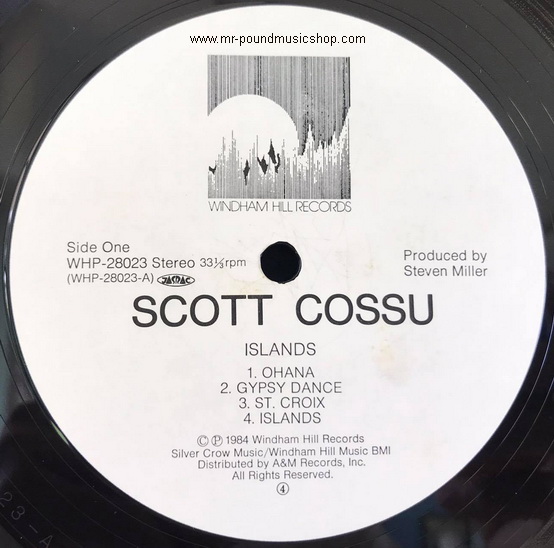 www.mr-poundmusicshop.com
WINDHAM HILL RECORDS
Side One
WHP-28023 Stereo 33⅓rpm
(WHP-28023-A) JASRAC
Produced by
Steven Miller
SCOTT COSSU
ISLANDS
1. OHANA
2. GYPSY DANCE
3. ST. CROIX
4. ISLANDS
© ℗ 1984 Windham Hill Records
Silver Crow Music/Windham Hill Music BMI
Distributed by A&M Records, Inc.
All Rights Reserved.
④